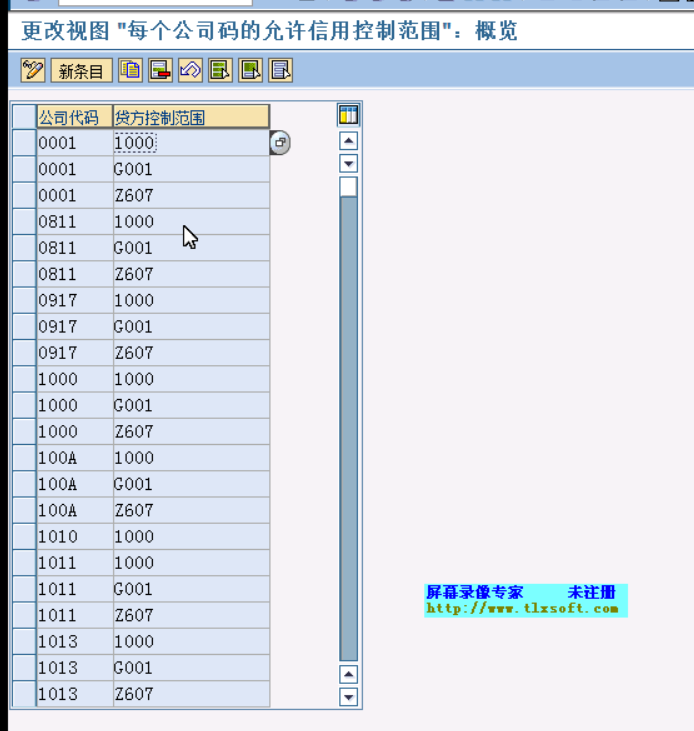 更改视图 "每个公司码的允许信用控制范围": 概览
新条目
公司代码 贷方控制范围
0001 1000
0001 G001
0001 Z607
0811 1000
0811 G001
0811 Z607
0917 1000
0917 G001
0917 Z607
1000 1000
1000 G001
1000 Z607
100A 1000
100A G001
100A Z607
1010 1000
1011 1000
1011 G001
1011 Z607
1013 1000
1013 G001
1013 Z607
屏幕录像专家 未注册
http://www.tlxsoft.com